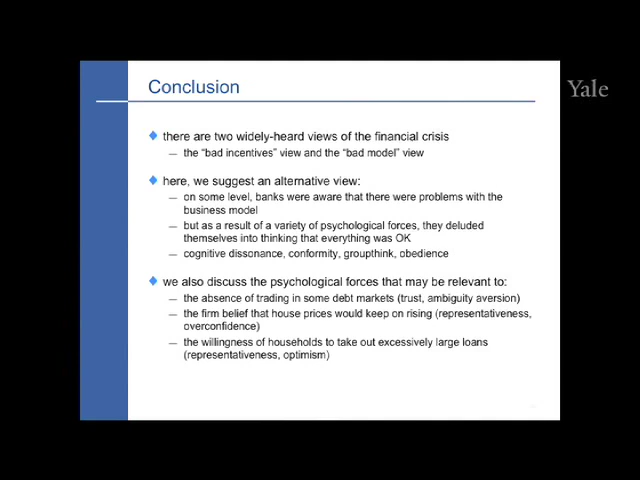 Conclusion
Yale
there are two widely-heard views of the financial crisis
— the “bad incentives” view and the “bad model” view
here, we suggest an alternative view:
— on some level, banks were aware that there were problems with the
business model
— but as a result of a variety of psychological forces, they deluded
themselves into thinking that everything was OK
— cognitive dissonance, conformity, groupthink, obedience
we also discuss the psychological forces that may be relevant to:
— the absence of trading in some debt markets (trust, ambiguity aversion)
— the firm belief that house prices would keep on rising (representativeness,
overconfidence)
— the willingness of households to take out excessively large loans
(representativeness, optimism)